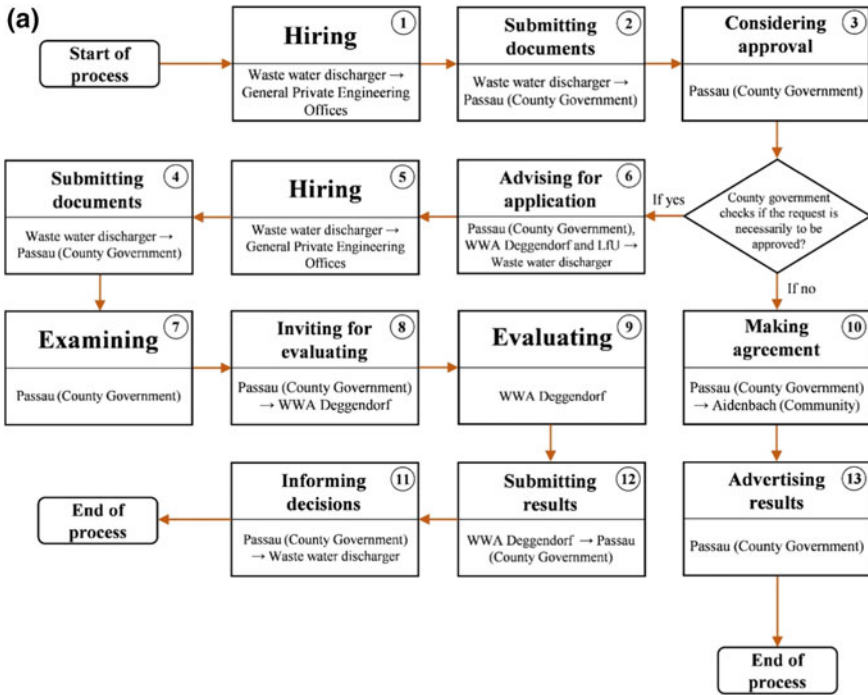 (a)
Start of
process
Hiring
1
Waste water discharger →
General Private Engineering
Offices
Submitting
documents
2
Waste water discharger →
Passau (County Government)
Considering
approval
3
Passau (County Government)
Submitting
documents
4
Waste water discharger →
Passau (County Government)
Hiring
5
Waste water discharger →
General Private Engineering
Offices
Advising for
application
6
Passau (County Government),
WWA Deggendorf and LfU →
Waste water discharger
If yes
County government
checks if the request is
necessarily to be
approved?
If no
Examining
7
Passau (County Government)
Inviting for
evaluating
8
Passau (County Government)
→ WWA Deggendorf
Evaluating
9
WWA Deggendorf
Making
agreement
10
Passau (County Government)
→ Aidenbach (Community)
End of
process
Informing
decisions
11
Passau (County Government)
→ Waste water discharger
Submitting
results
12
WWA Deggendorf → Passau
(County Government)
Advertising
results
13
Passau (County Government)
End of
process